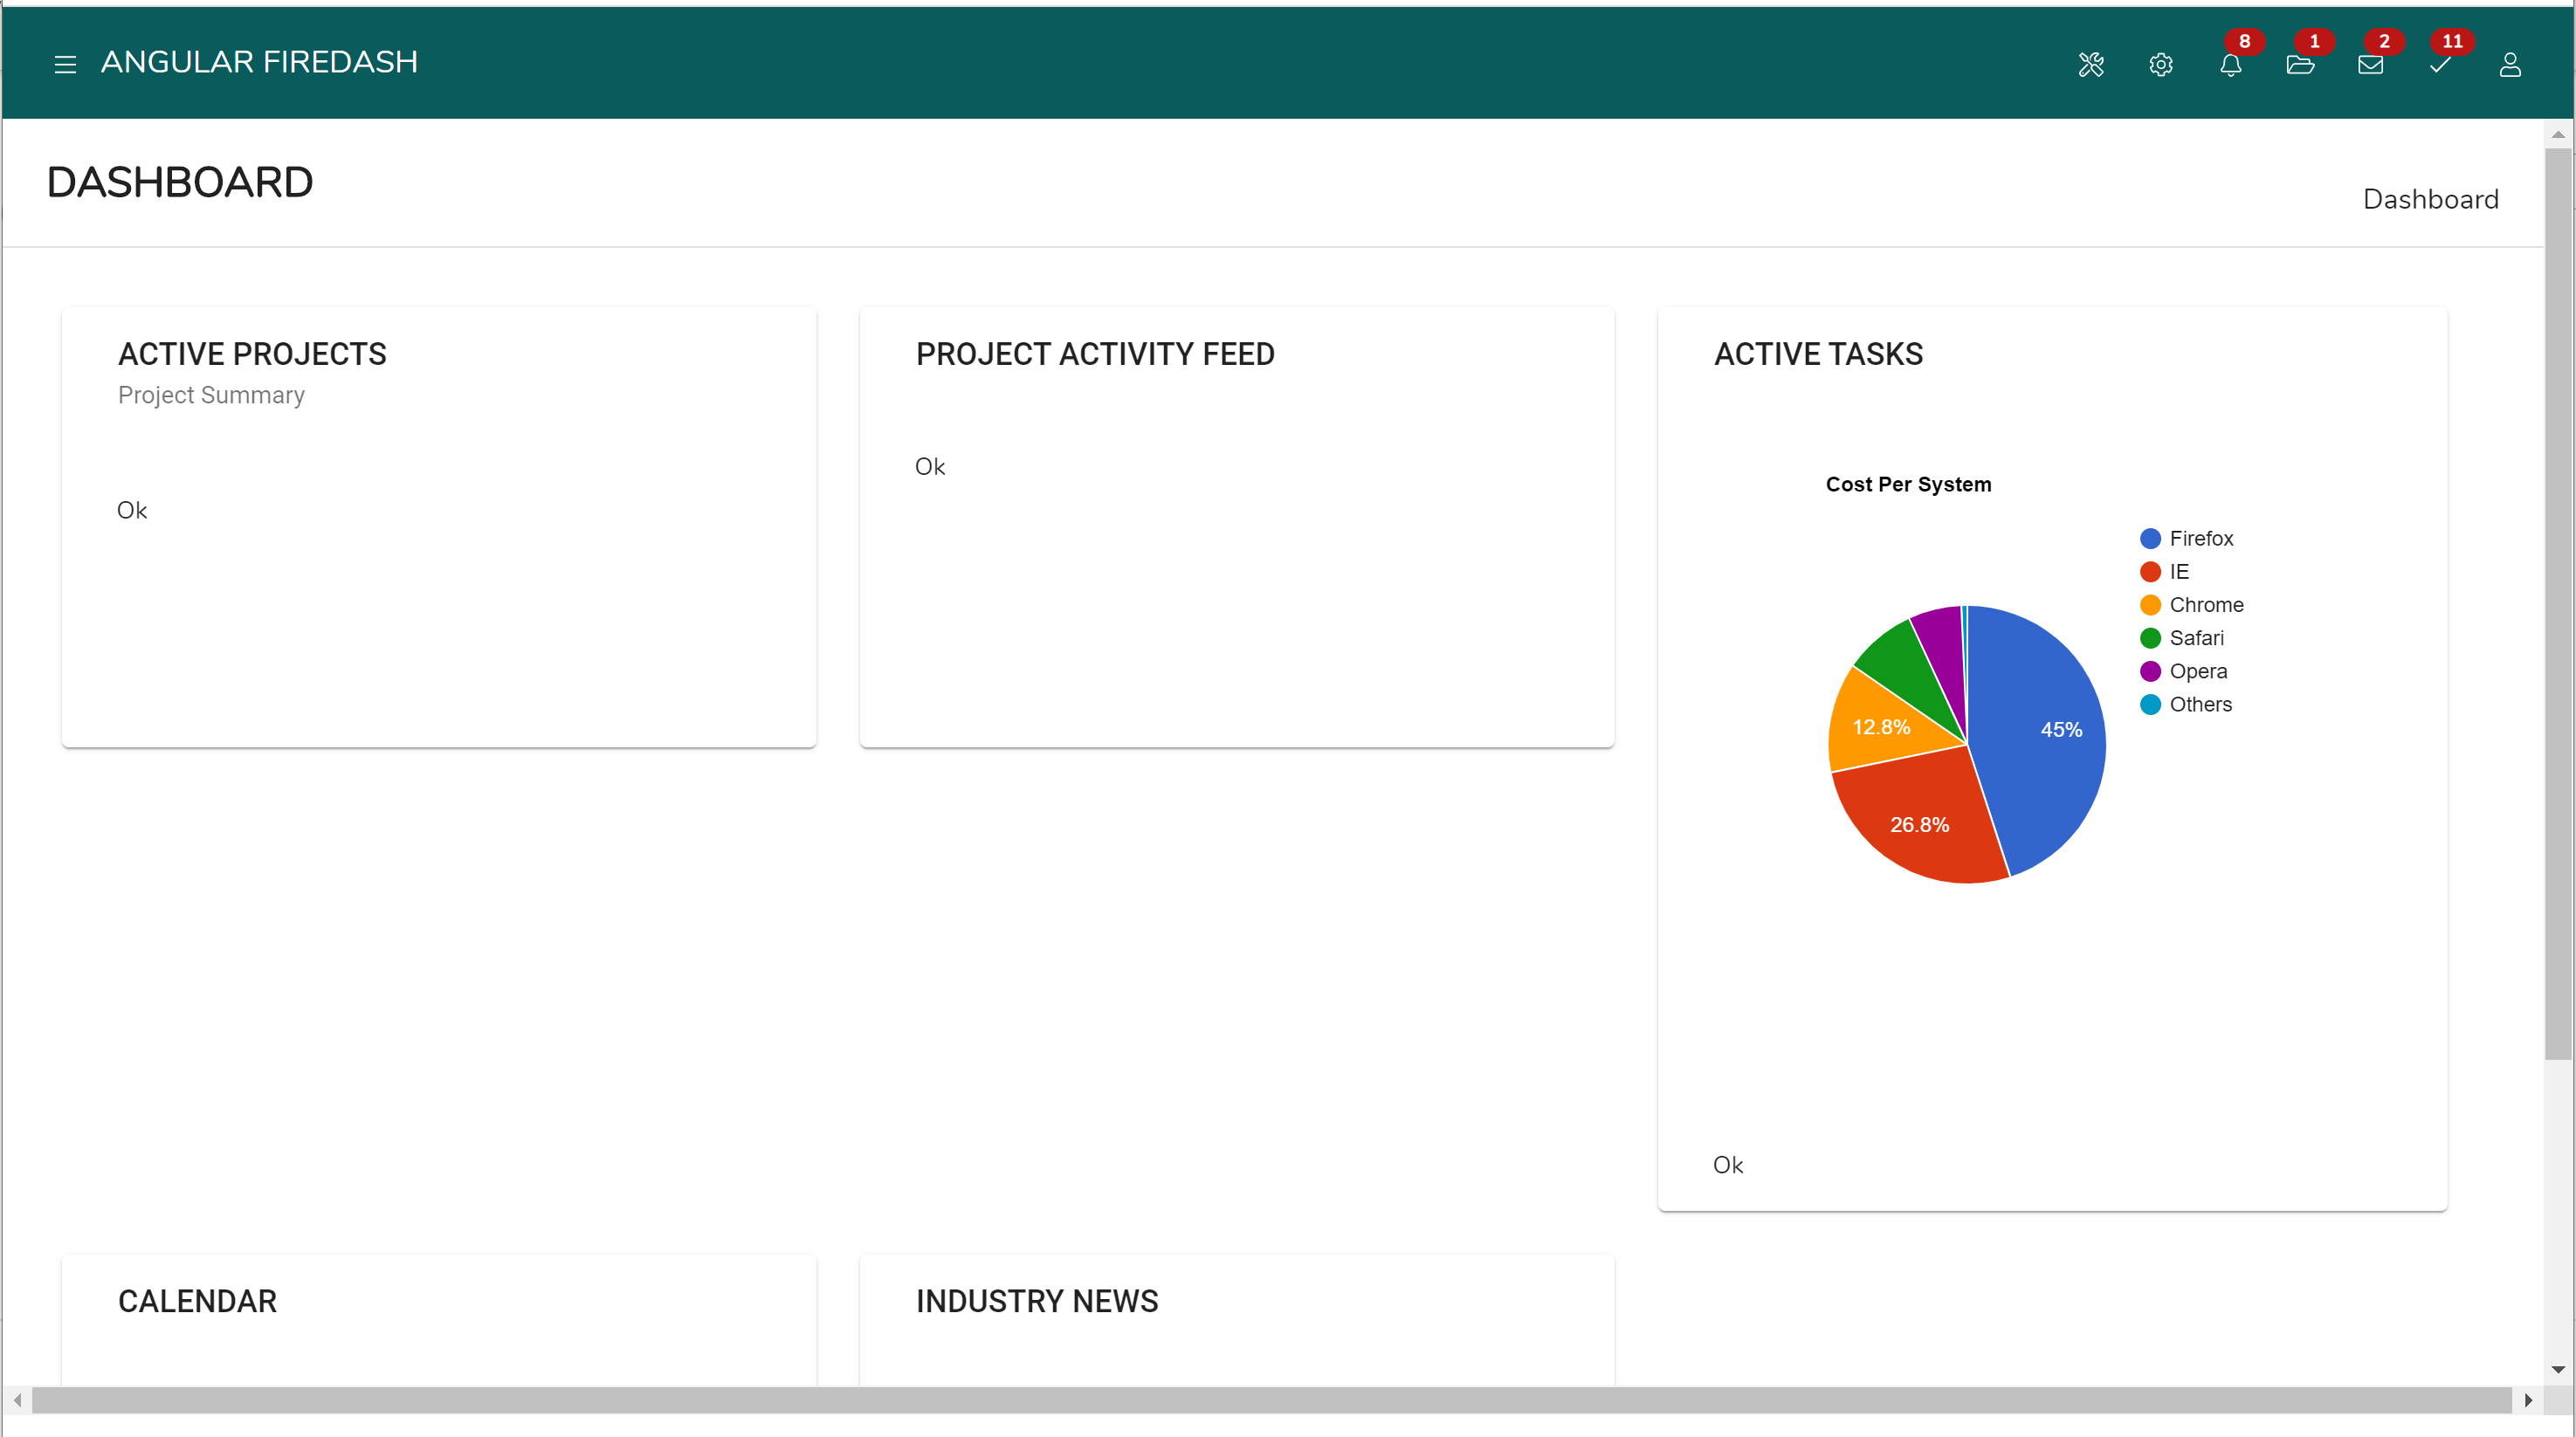 ANGULAR FIREDASH
8
1
2
11
DASHBOARD
Dashboard
ACTIVE PROJECTS
Project Summary
Ok
PROJECT ACTIVITY FEED
Ok
ACTIVE TASKS
Cost Per System
Firefox
IE
Chrome
Safari
Opera
Others
45%
12.8%
26.8%
Ok
CALENDAR
INDUSTRY NEWS